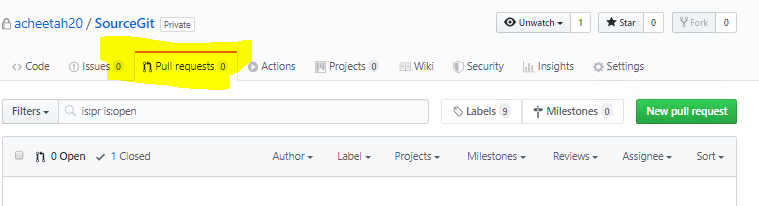 acheetah20 / SourceGit Private Unwatch 1 Star 0 Fork 0
Code Issues 0 Pull requests 0 Actions Projects 0 Wiki Security Insights Settings
Filters is:pr is:open Labels 9 Milestones 0 New pull request
0 Open 1 Closed Author Label Projects Milestones Reviews Assignee Sort